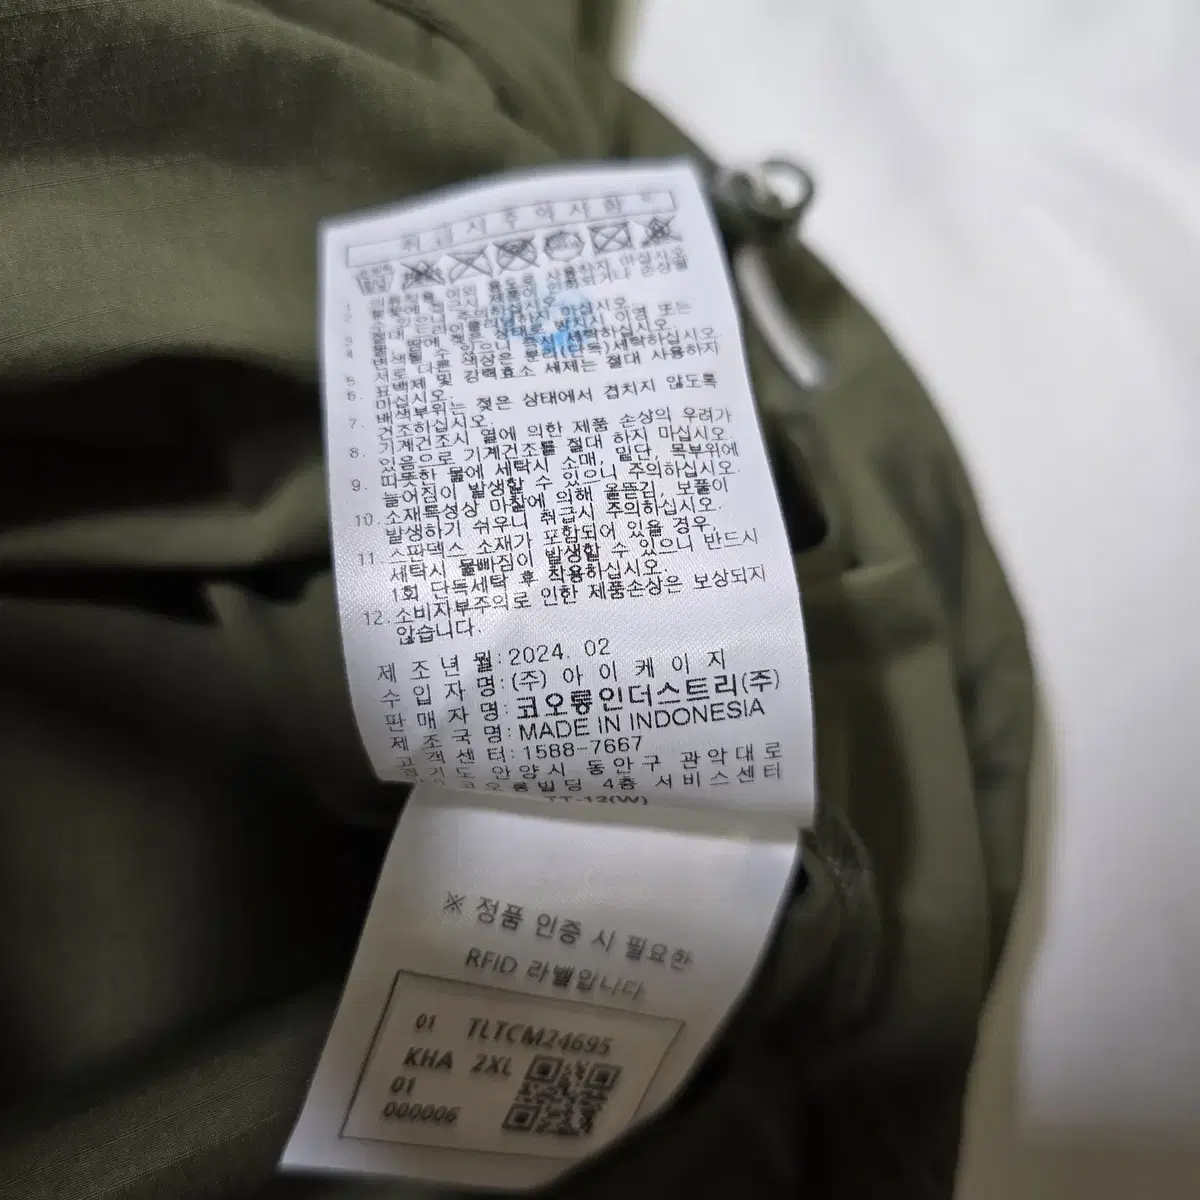 취급시주의사항
표백제 및 강력효소 세제는 절대 사용하지
마십시오.
6. 배색부위는 젖은 상태에서 겹치지 않도록
건조하십시오.
7. 기계건조시 열에 의한 제품 손상의 우려가
있음으로 기계건조를 절대 하지 마십시오.
8. 따뜻한 물에 세탁시 소매, 밑단, 목부위에
늘어짐이 발생할 수 있으니 주의하십시오.
9. 소재특성상 마찰에 의해 올뜯김, 보풀이
발생하기 쉬우니 취급시 주의하십시오.
10. 스판덱스 소재가 포함되어 있을 경우,
11. 세탁시 물빠짐이 발생할 수 있으니 반드시
1회 단독세탁 후 착용하십시오.
12. 소비자부주의로 인한 제품손상은 보상되지
않습니다.
제 조 년 월: 2024. 02
수 입 자 명: (주) 아 이 케 이 지
판 매 자 명: 코오롱인더스트리(주)
제 조 국 명: MADE IN INDONESIA
고 객 센 터: 1588-7667
경기도 안양시 동안구 관악대로
코오롱빌딩 4층 서비스센터
TT-12(W)
※ 정품 인증 시 필요한
RFID 라벨입니다
01 TLTCM24695
KHA 2XL
01
000006